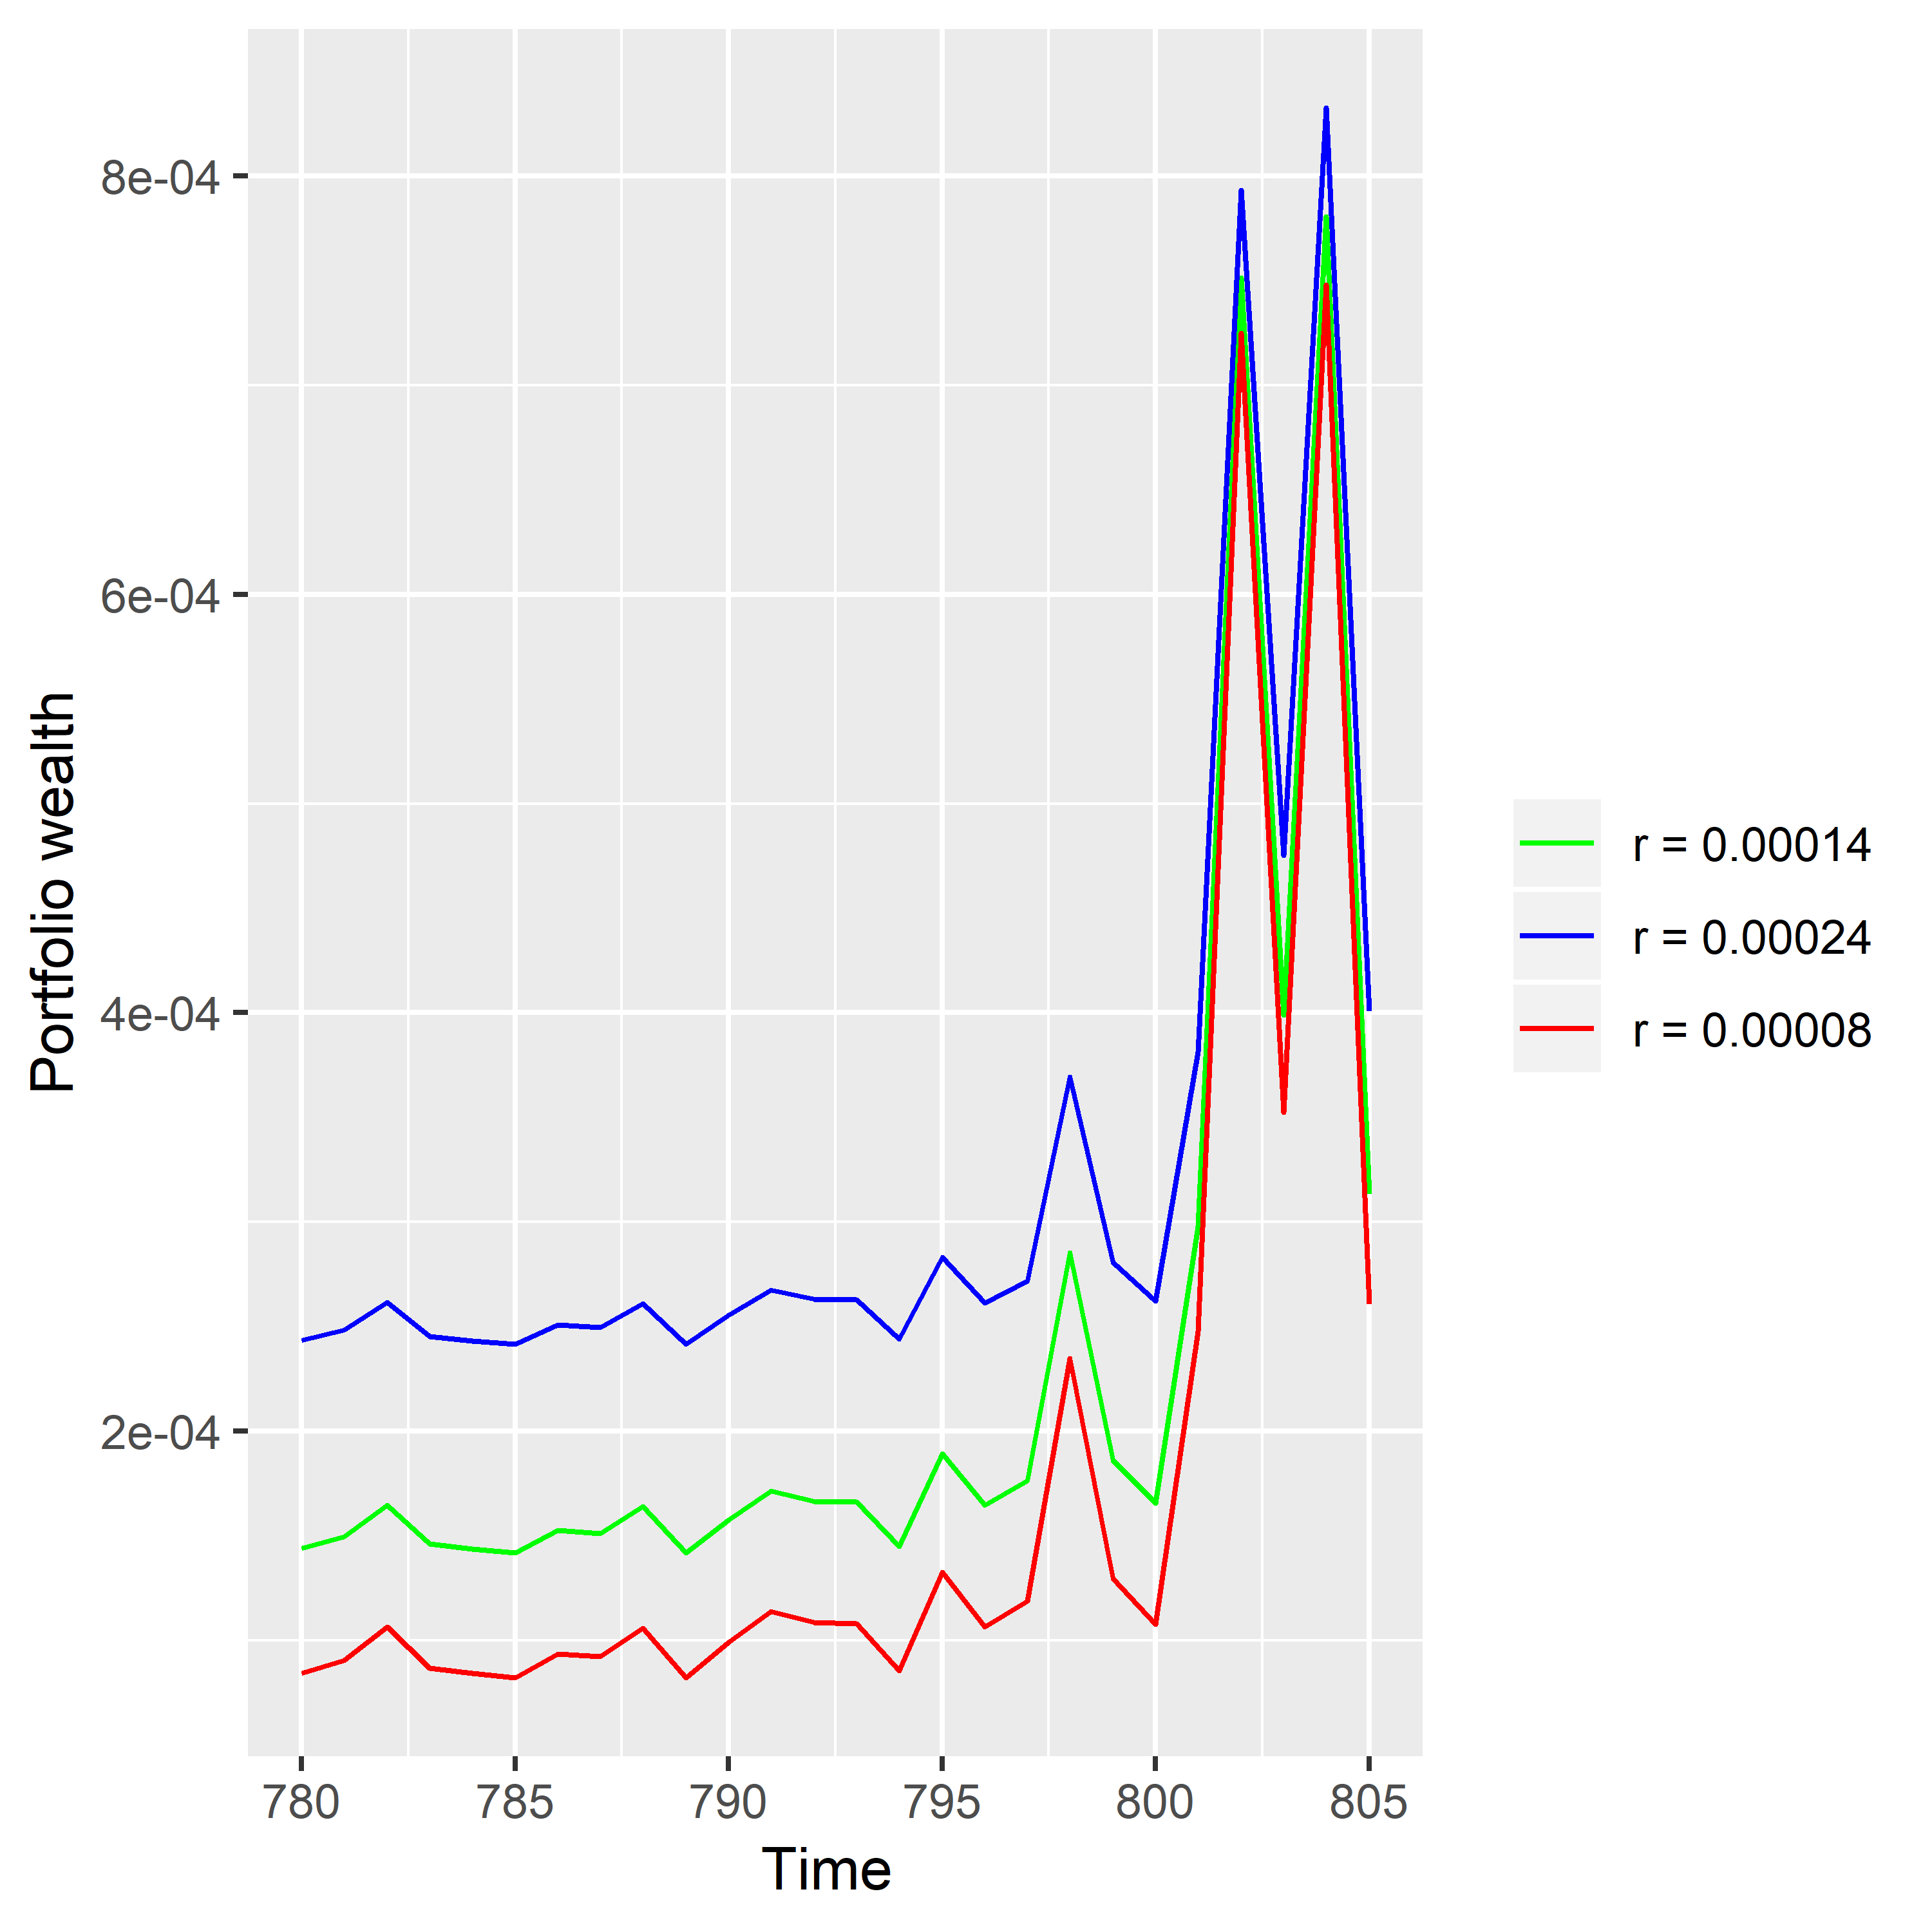 8e-04
6e-04
4e-04
2e-04
Portfolio wealth
780 785 790 795 800 805
Time
r = 0.00014
r = 0.00024
r = 0.00008